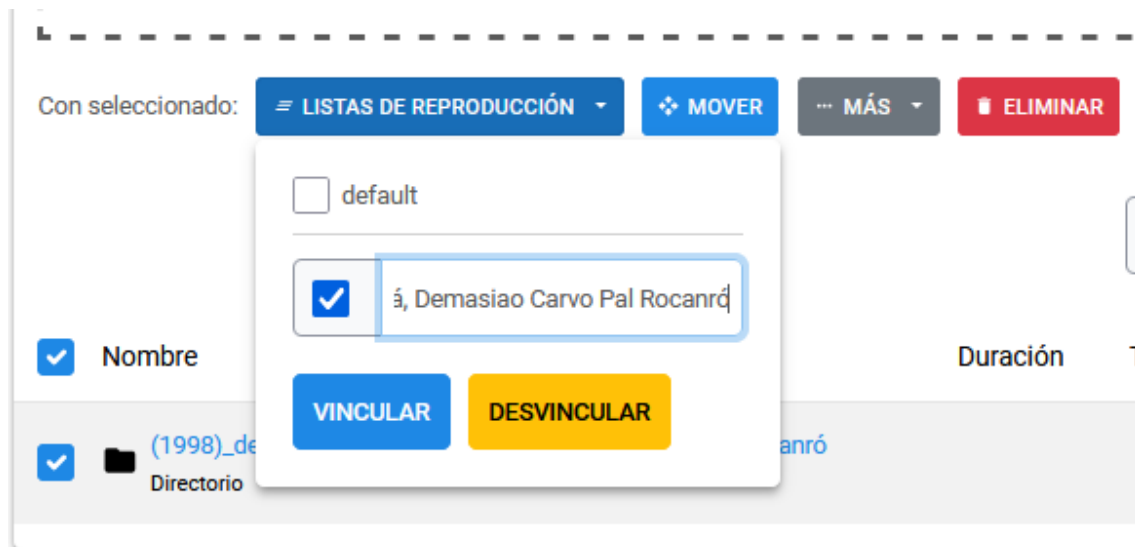 Con seleccionado:
LISTAS DE REPRODUCCIÓN
MOVER
MÁS
ELIMINAR
default
á, Demasiao Carvo Pal Rocanró
Nombre
Duración
VINCULAR
DESVINCULAR
(1998)_de
anró
Directorio